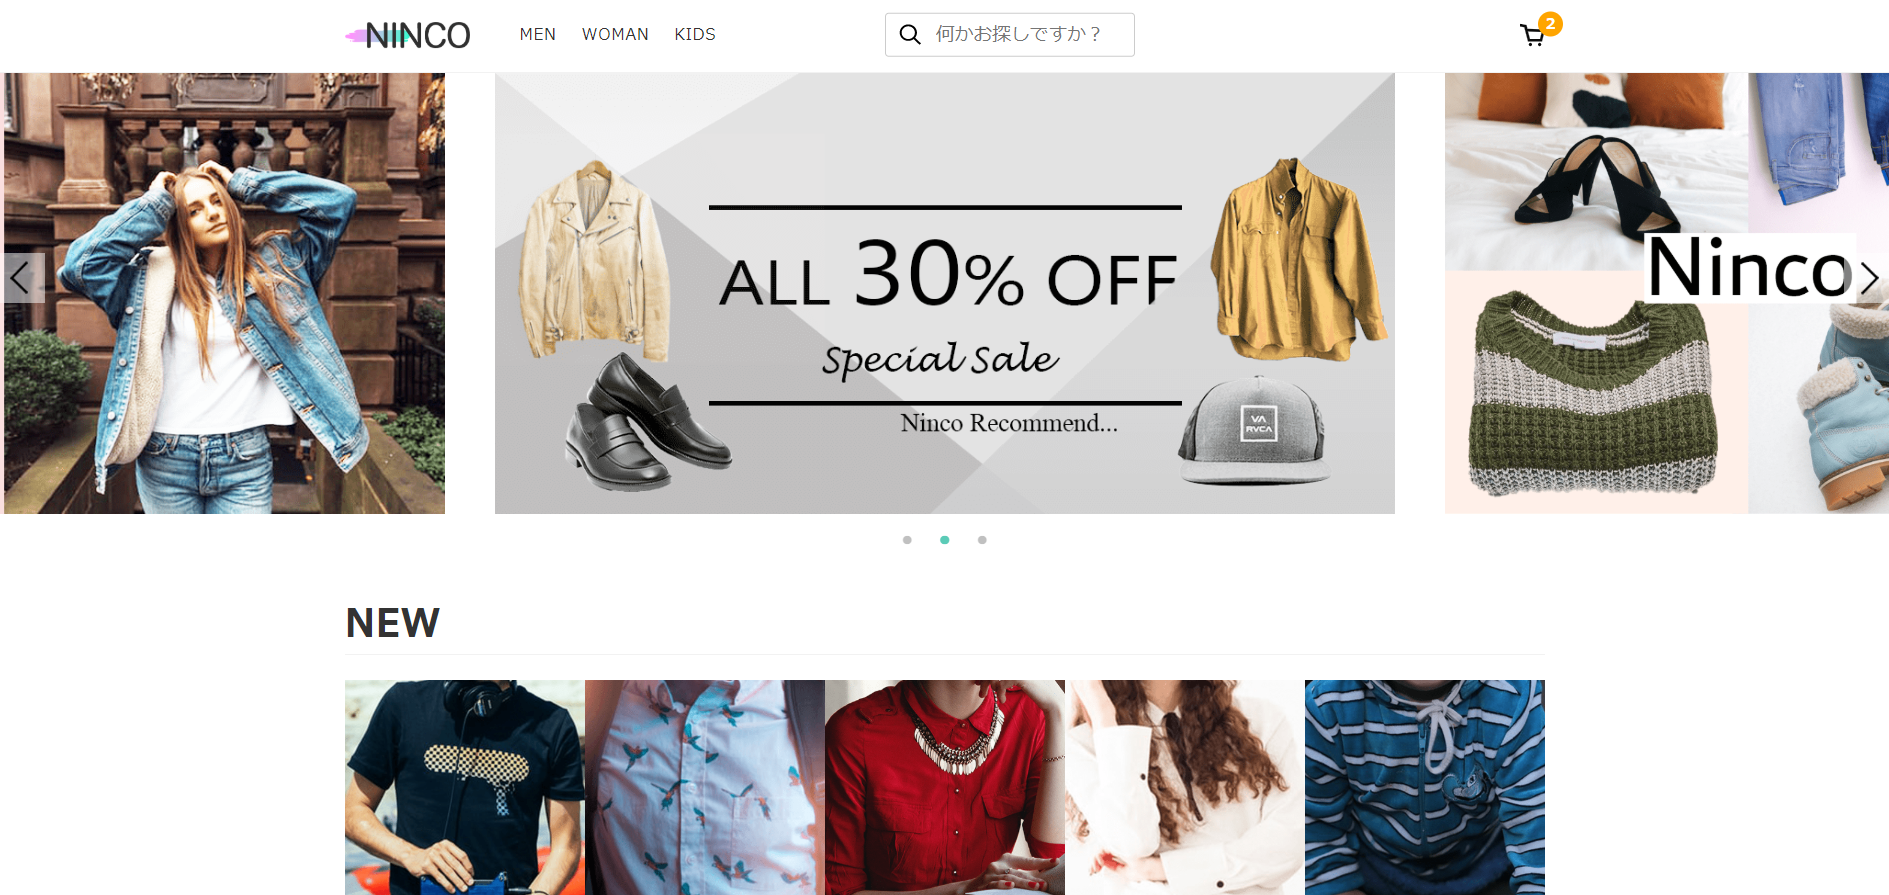 NINCO
MEN WOMAN KIDS
何かお探しですか？
2
ALL 30% OFF
Special Sale
Ninco Recommend...
VA
RVCA
Ninco
NEW